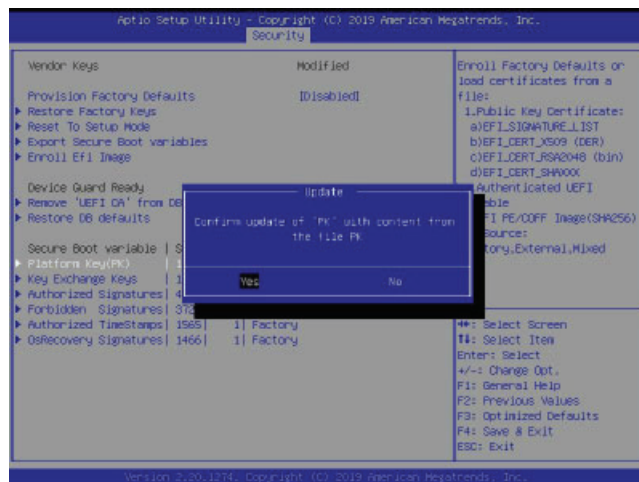 Aptio Setup Utility – Copyright (C) 2019 American Megatrends, Inc.
Security
Vendor Keys Modified
Provision Factory Defaults [Disabled]
Restore Factory Keys
Reset To Setup Mode
Export Secure Boot variables
Enroll Efi Image
Device Guard Ready
Remove 'UEFI CA' from DB
Restore DB defaults
Secure Boot variable | S
Platform Key(PK) | 1
Key Exchange Keys | 1
Authorized Signatures| 4
Forbidden Signatures| 372
Authorized TimeStamps| 1565| 1| Factory
OsRecovery Signatures| 1466| 1| Factory
Update
Confirm update of 'PK' with content from
the file PK
Yes No
Enroll Factory Defaults or
load certificates from a
file:
1.Public Key Certificate:
a)EFI_SIGNATURE_LIST
b)EFI_CERT_X509 (DER)
c)EFI_CERT_RSA2048 (bin)
d)EFI_CERT_SHAXXX
Authenticated UEFI
able
FI PE/COFF Image(SHA256)
Source:
tory,External,Mixed
↔: Select Screen
↑↓: Select Item
Enter: Select
+/-: Change Opt.
F1: General Help
F2: Previous Values
F3: Optimized Defaults
F4: Save & Exit
ESC: Exit
Version 2.20.1274. Copyright (C) 2019 American Megatrends, Inc.